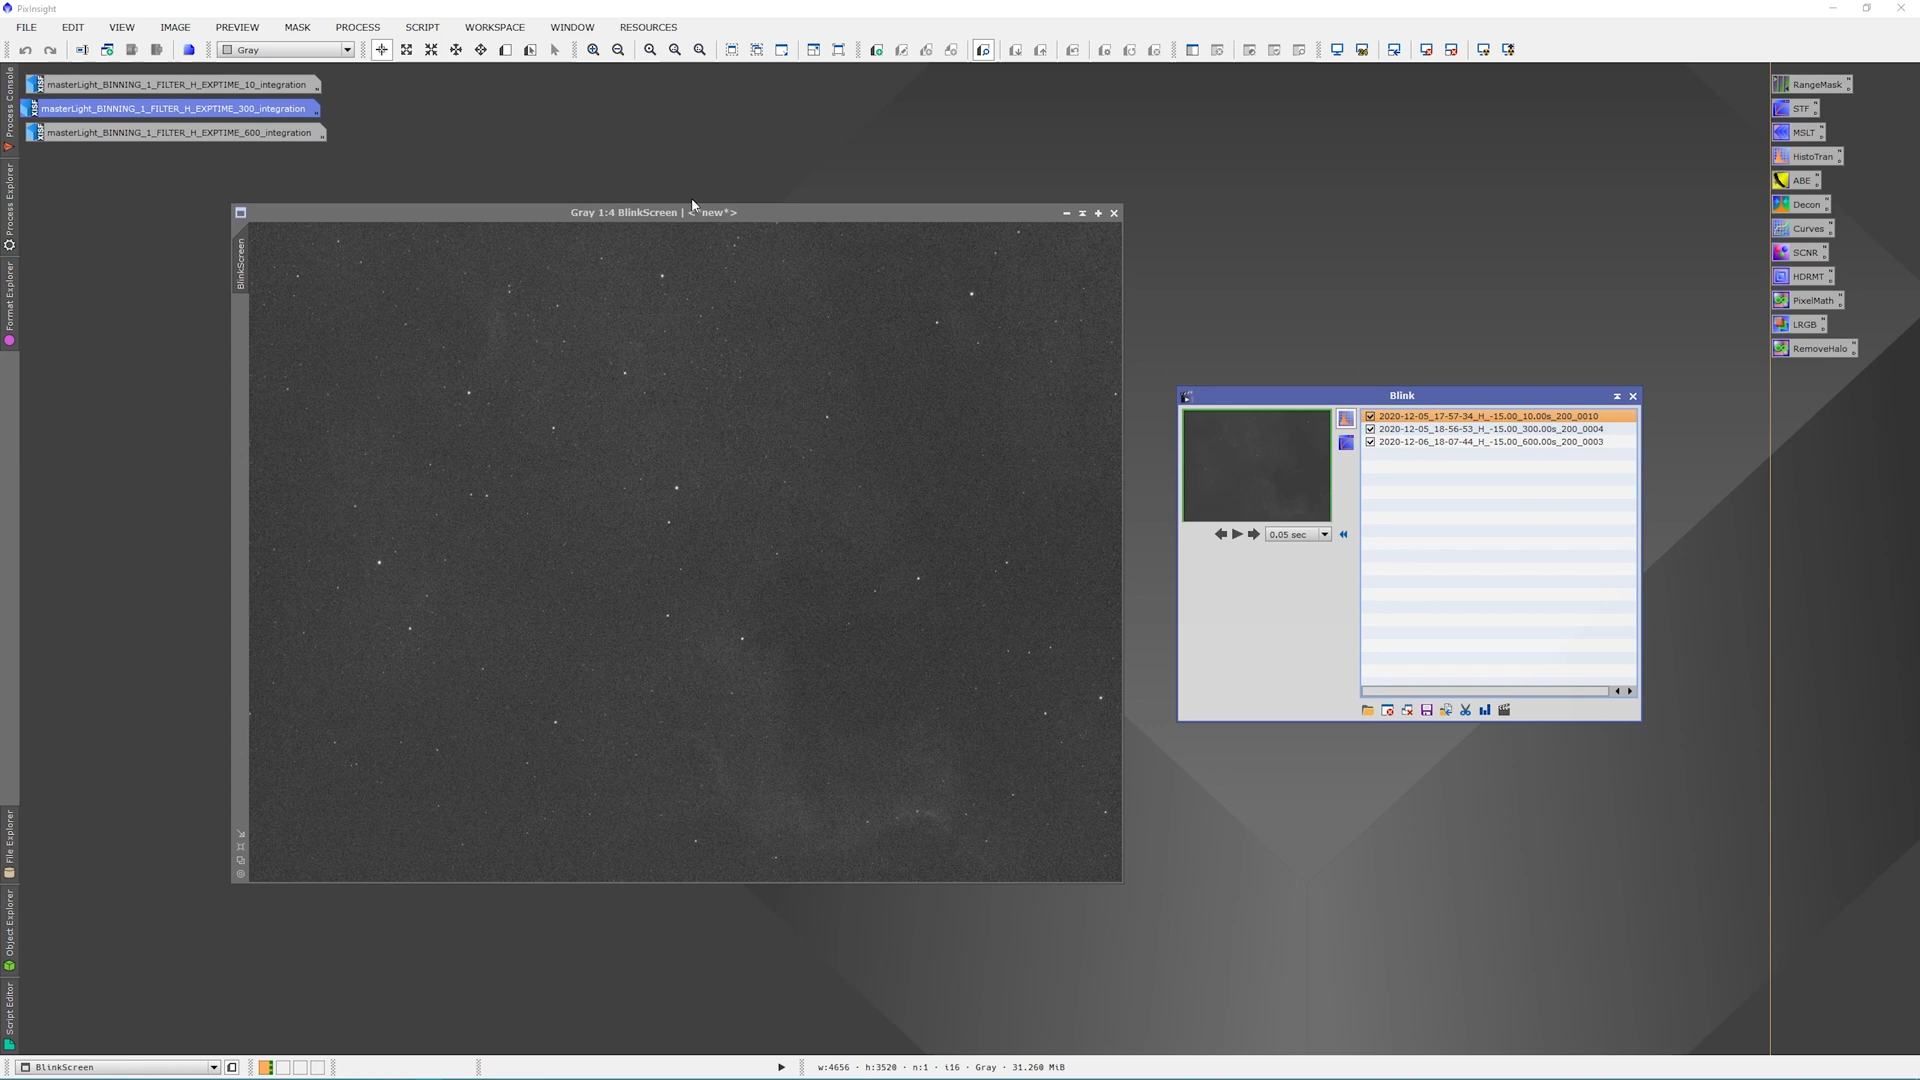 PixInsight
FILE EDIT VIEW IMAGE PREVIEW MASK PROCESS SCRIPT WORKSPACE WINDOW RESOURCES
Gray
masterLight_BINNING_1_FILTER_H_EXPTIME_10_integration
masterLight_BINNING_1_FILTER_H_EXPTIME_300_integration
masterLight_BINNING_1_FILTER_H_EXPTIME_600_integration
Process Console
Process Explorer
Format Explorer
File Explorer
Object Explorer
Script Editor
RangeMask
STF
MSLT
HistoTran
ABE
Decon
Curves
SCNR
HDRMT
PixelMath
LRGB
RemoveHalo
Gray 1:4 BlinkScreen | <*new*>
BlinkScreen
Blink
2020-12-05_17-57-34_H_-15.00_10.00s_200_0010
2020-12-05_18-56-53_H_-15.00_300.00s_200_0004
2020-12-06_18-07-44_H_-15.00_600.00s_200_0003
0.05 sec
BlinkScreen
w:4656 · h:3520 · n:1 · i16 · Gray · 31.260 MiB